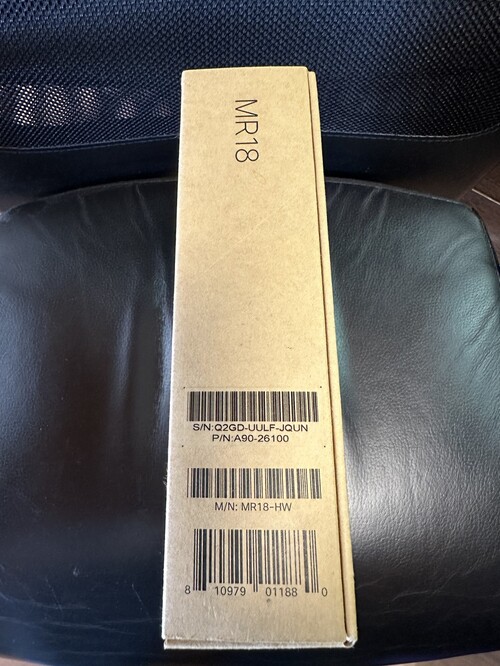 MR18
S/N:Q2GD-UULF-JQUN
P/N:A90-26100
M/N: MR18-HW
8 10979 01188 0